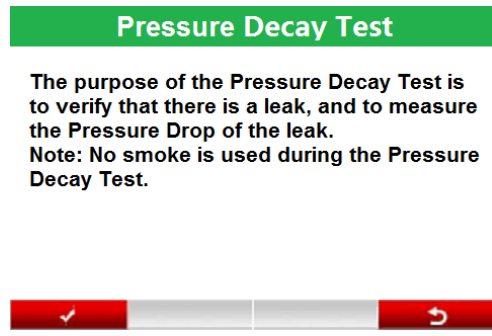 Pressure Decay Test
The purpose of the Pressure Decay Test is
to verify that there is a leak, and to measure
the Pressure Drop of the leak.
Note: No smoke is used during the Pressure
Decay Test.